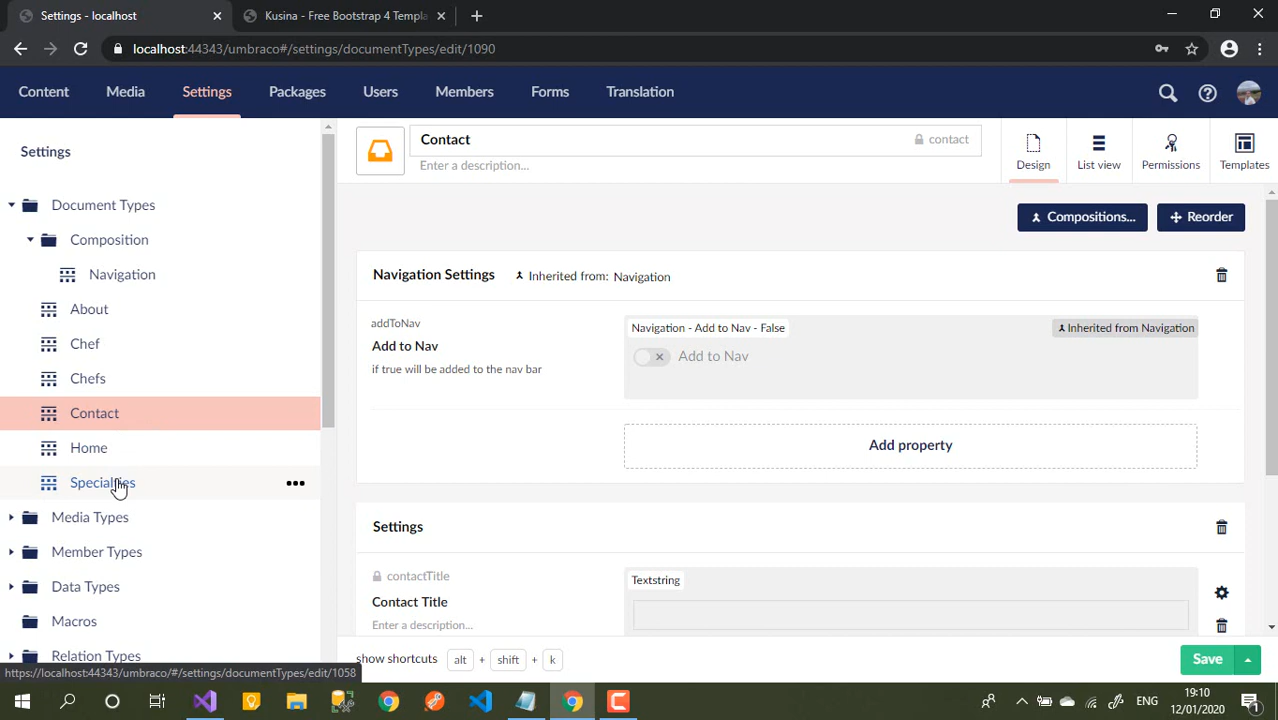 Settings - localhost
Kusina - Free Bootstrap 4 Templa
localhost:44343/umbraco#/settings/documentTypes/edit/1090
Content
Media
Settings
Packages
Users
Members
Forms
Translation
Settings
Document Types
Composition
Navigation
About
Chef
Chefs
Contact
Home
Specialties
Media Types
Member Types
Data Types
Macros
Relation Types
https://localhost:44343/umbraco/#/settings/documentTypes/edit/1058
Contact
contact
Enter a description...
Design
List view
Permissions
Templates
Compositions...
Reorder
Navigation Settings
Inherited from: Navigation
addToNav
Add to Nav
if true will be added to the nav bar
Navigation - Add to Nav - False
Inherited from Navigation
Add to Nav
Add property
Settings
contactTitle
Contact Title
Enter a description...
Textstring
show shortcuts alt + shift + k
Save
ENG
19:10
12/01/2020
1